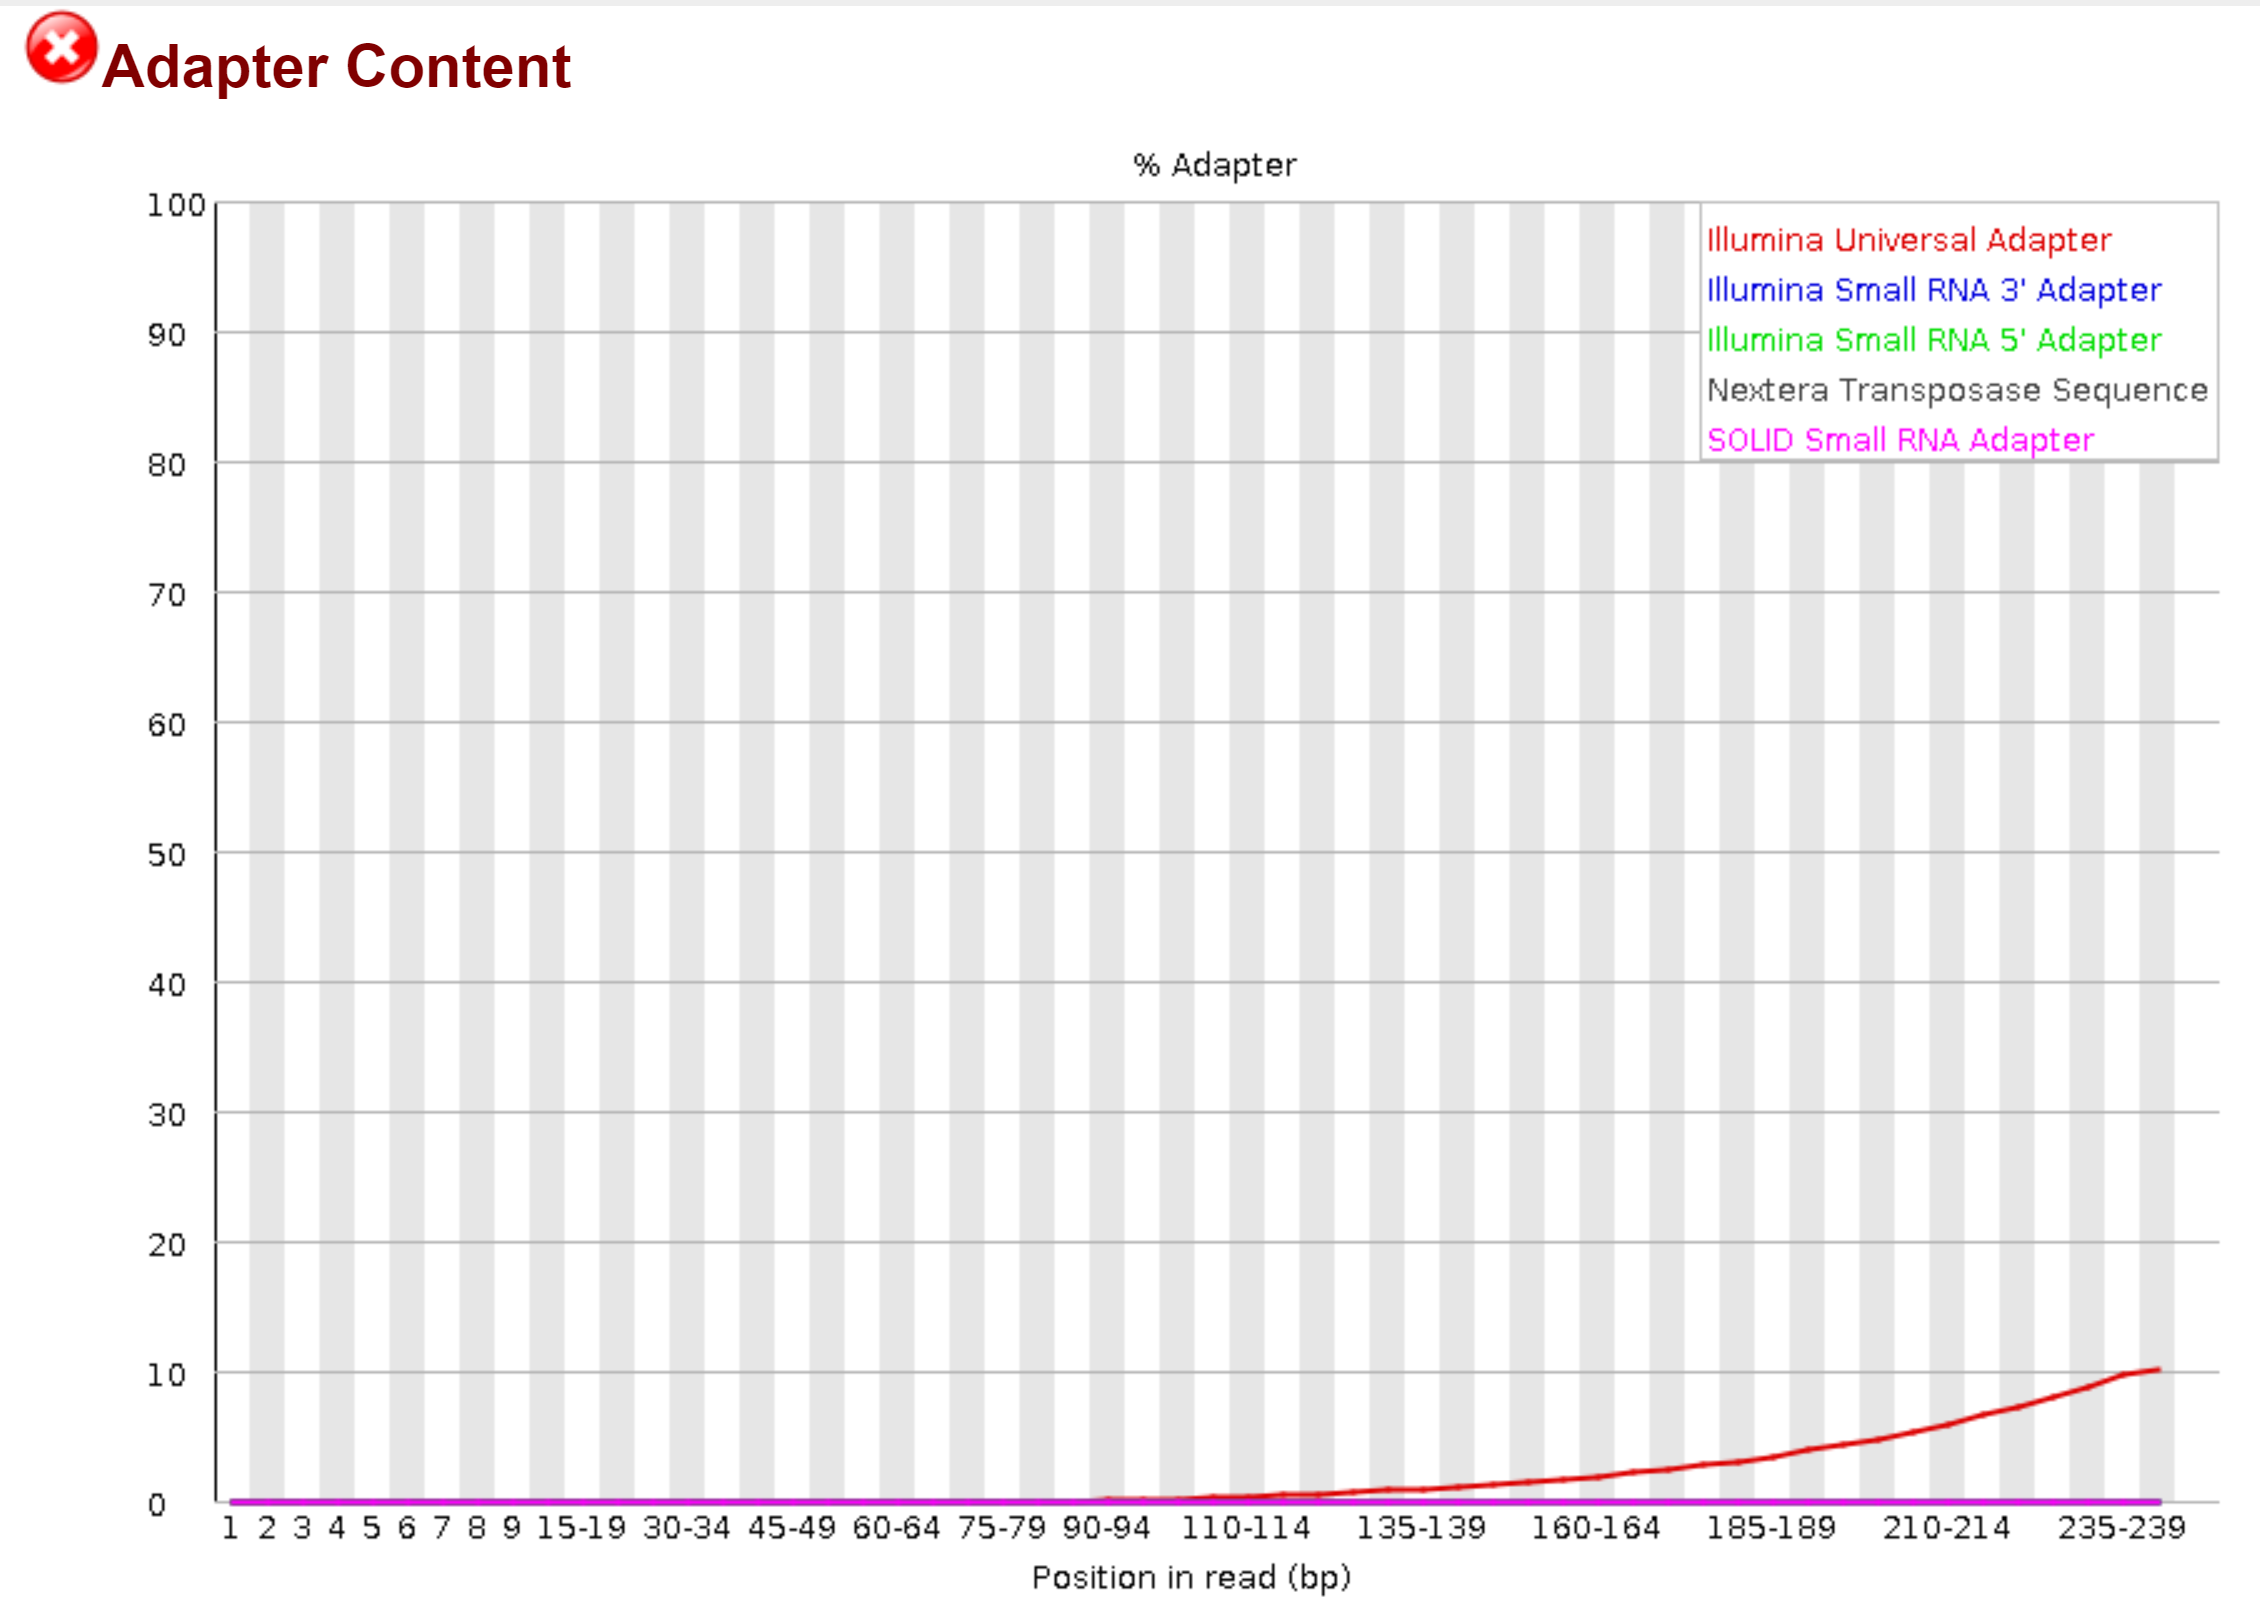 Adapter Content
% Adapter
100
90
80
70
60
50
40
30
20
10
0
Illumina Universal Adapter
Illumina Small RNA 3' Adapter
Illumina Small RNA 5' Adapter
Nextera Transposase Sequence
SOLID Small RNA Adapter
1 2 3 4 5 6 7 8 9 15-19 30-34 45-49 60-64 75-79 90-94 110-114 135-139 160-164 185-189 210-214 235-239
Position in read (bp)